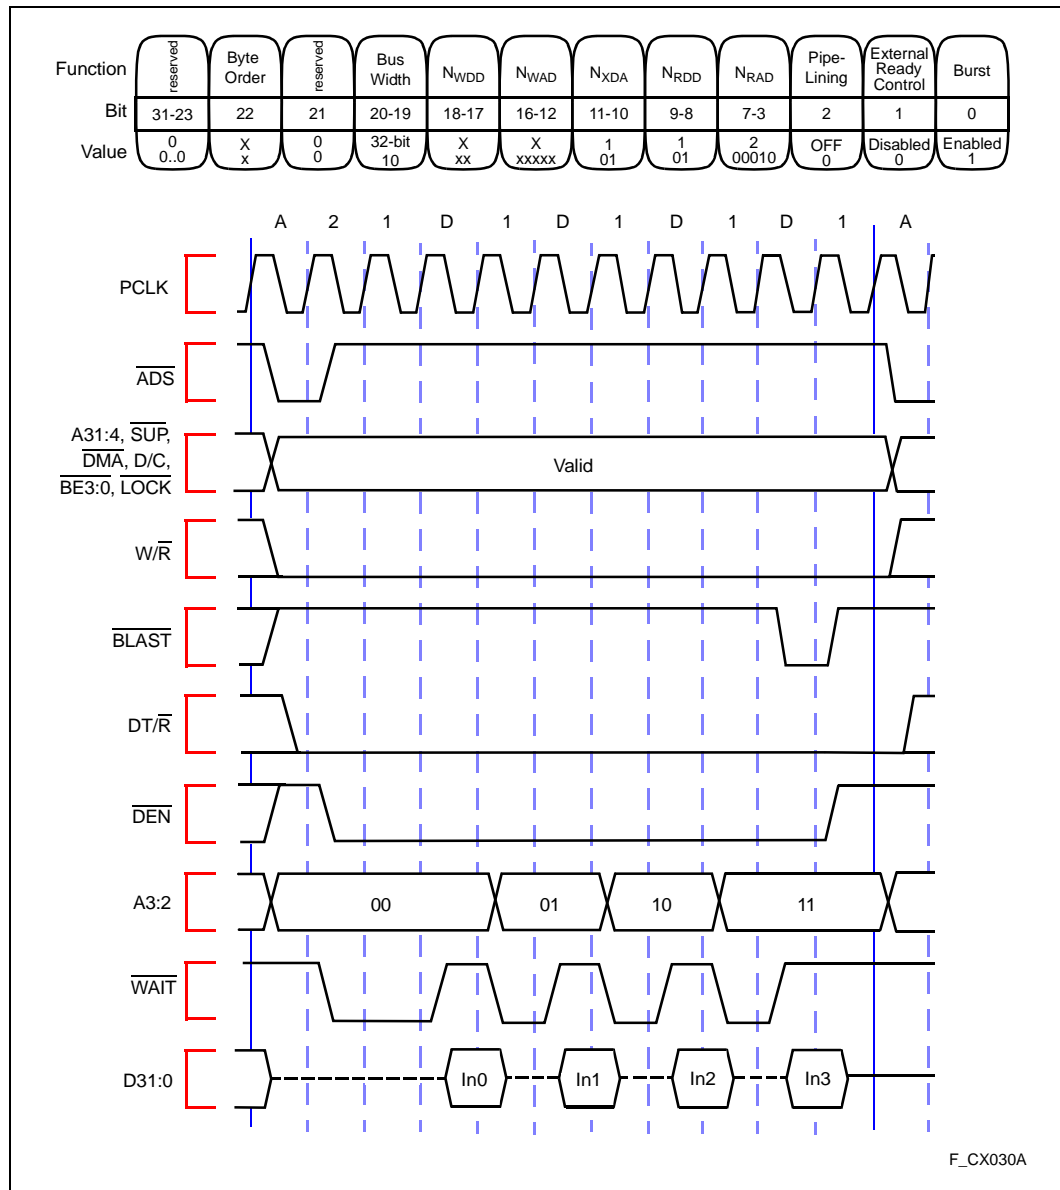 Function reserved Byte Order reserved Bus Width NWDD NWAD NXDA NRDD NRAD Pipe-Lining External Ready Control Burst
Bit 31-23 22 21 20-19 18-17 16-12 11-10 9-8 7-3 2 1 0
Value 0 X 0 32-bit X X 1 1 2 OFF Disabled Enabled
0..0 x 0 10 xx xxxxx 01 01 00010 0 0 1
A 2 1 D 1 D 1 D 1 D 1 A
PCLK
ADS
A31:4, SUP,
DMA, D/C,
BE3:0, LOCK
Valid
W/R
BLAST
DT/R
DEN
A3:2 00 01 10 11
WAIT
D31:0 In0 In1 In2 In3
F_CX030A